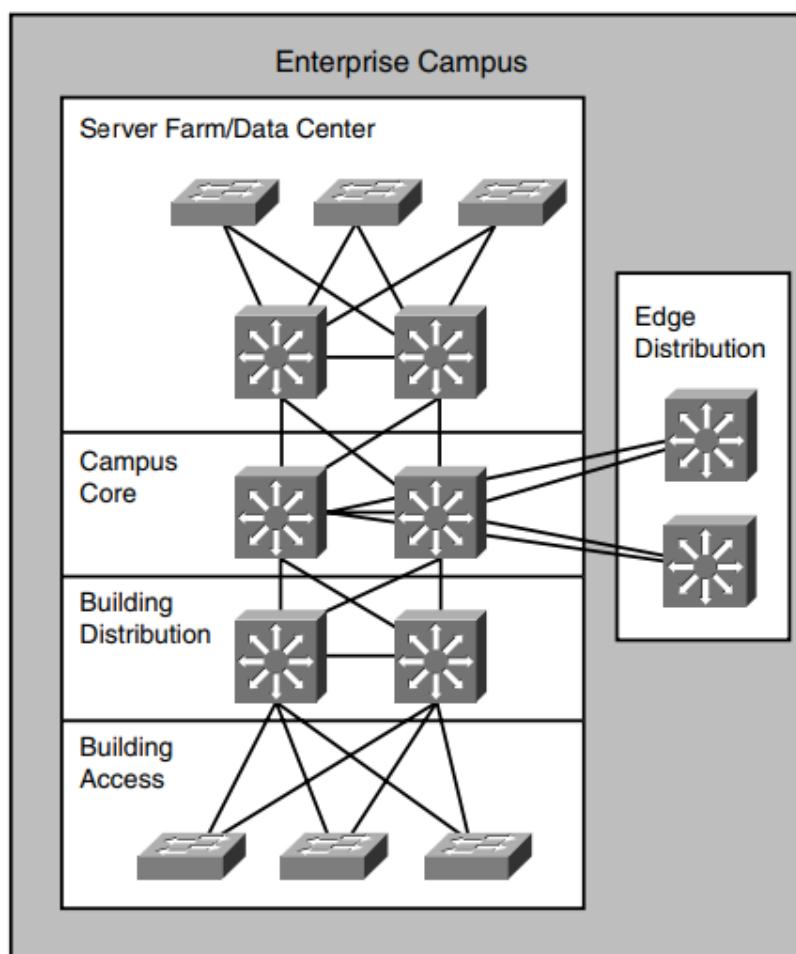 Enterprise Campus
Server Farm/Data Center
Edge
Distribution
Campus
Core
Building
Distribution
Building
Access